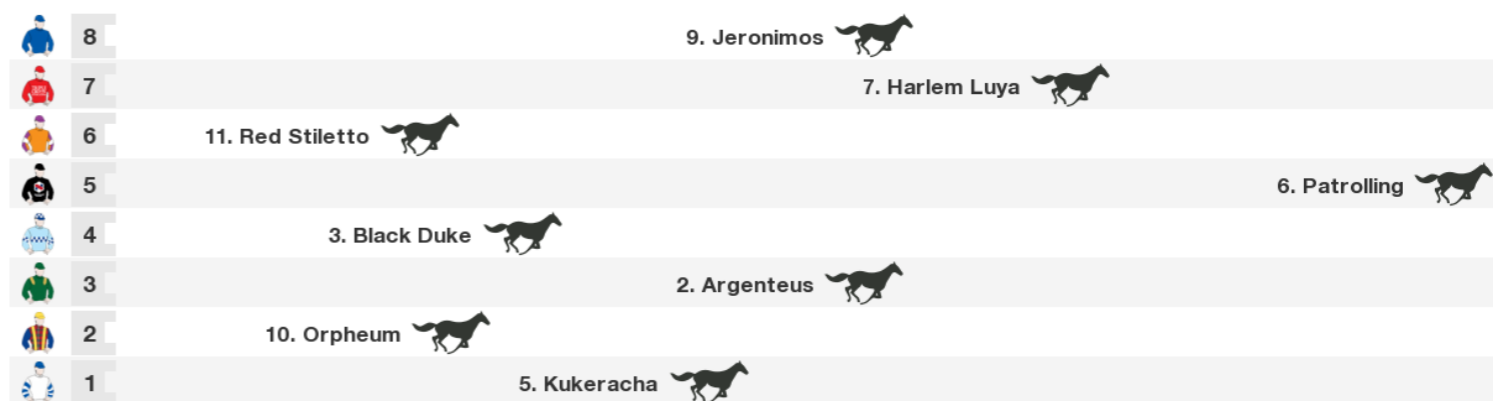 8 9. Jeronimos
7 7. Harlem Luya
6 11. Red Stiletto
5 6. Patrolling
4 3. Black Duke
3 2. Argenteus
2 10. Orpheum
1 5. Kukeracha